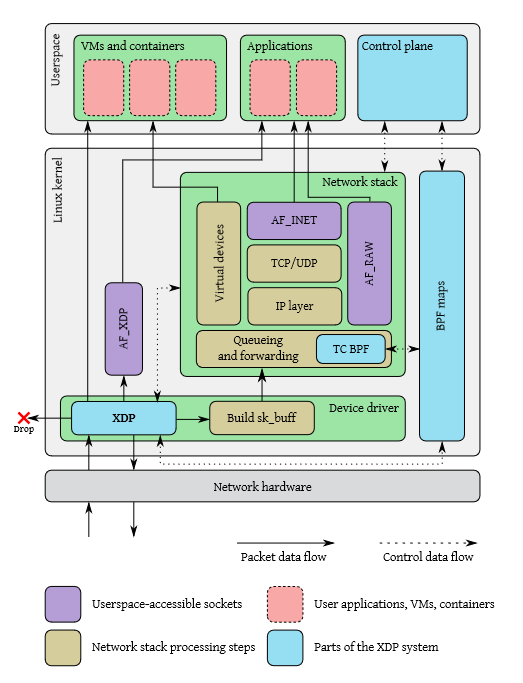 Userspace
VMs and containers
Applications
Control plane
Linux kernel
Network stack
Virtual devices
AF_INET
TCP/UDP
IP layer
AF_RAW
BPF maps
AF_XDP
Queueing
and forwarding
TC BPF
Device driver
XDP
Build sk_buff
Drop
Network hardware
Packet data flow
Control data flow
Userspace-accessible sockets
User applications, VMs, containers
Network stack processing steps
Parts of the XDP system